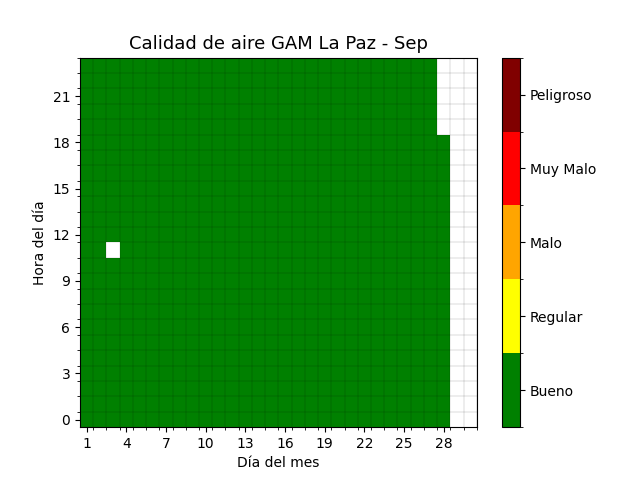 Calidad de aire GAM La Paz - Sep
Hora del día
21
18
15
12
9
6
3
0
1 4 7 10 13 16 19 22 25 28
Día del mes
Peligroso
Muy Malo
Malo
Regular
Bueno